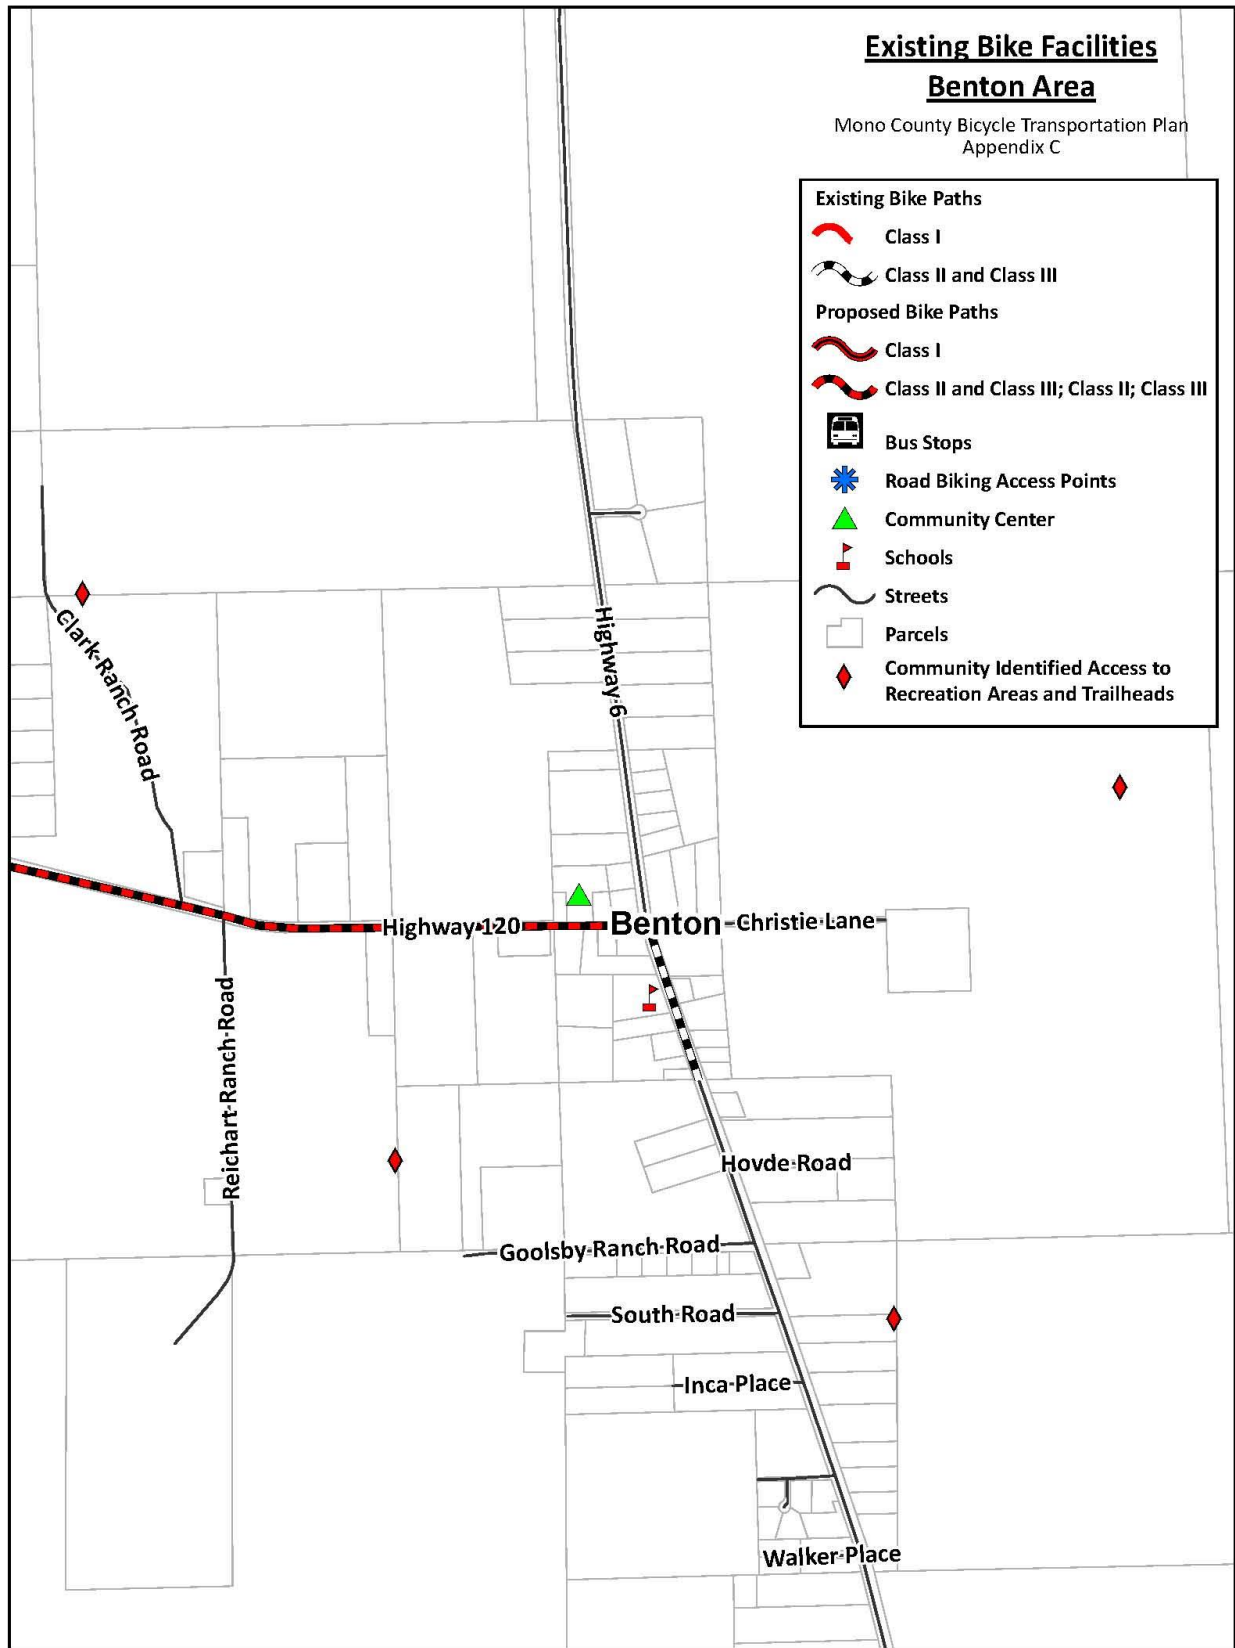 Existing Bike Facilities
Benton Area
Mono County Bicycle Transportation Plan
Appendix C
Existing Bike Paths
Class I
Class II and Class III
Proposed Bike Paths
Class I
Class II and Class III; Class II; Class III
Bus Stops
Road Biking Access Points
Community Center
Schools
Streets
Parcels
Community Identified Access to
Recreation Areas and Trailheads
Clark Ranch Road
Highway 6
Highway 120
Benton
Christie Lane
Reichart Ranch Road
Hovde Road
Goolsby Ranch Road
South Road
Inca Place
Walker Place